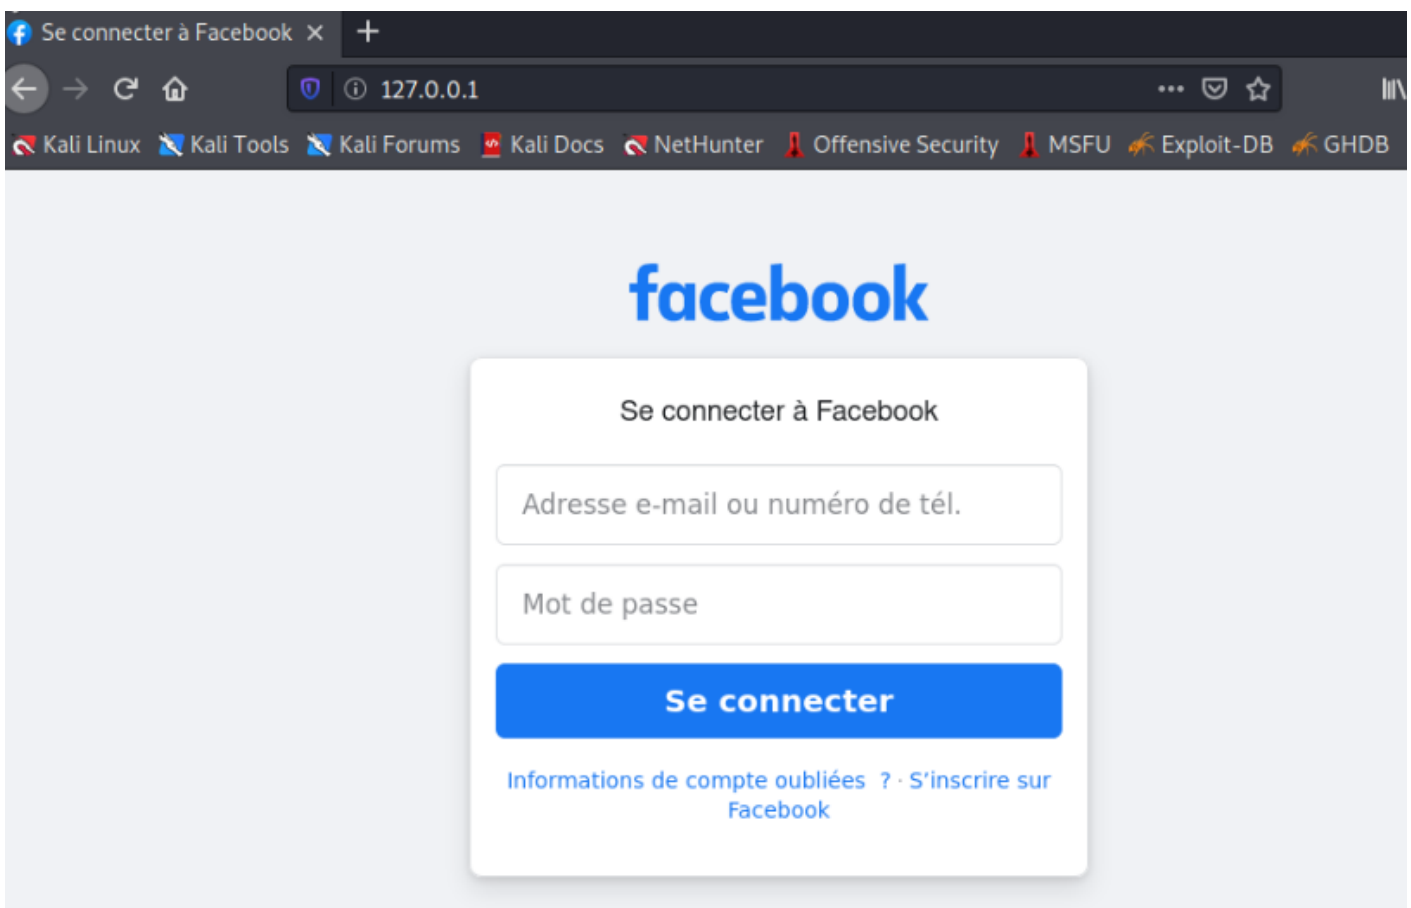 Se connecter à Facebook
127.0.0.1
Kali Linux Kali Tools Kali Forums Kali Docs NetHunter Offensive Security MSFU Exploit-DB GHDB
facebook
Se connecter à Facebook
Adresse e-mail ou numéro de tél.
Mot de passe
Se connecter
Informations de compte oubliées ? · S'inscrire sur
Facebook